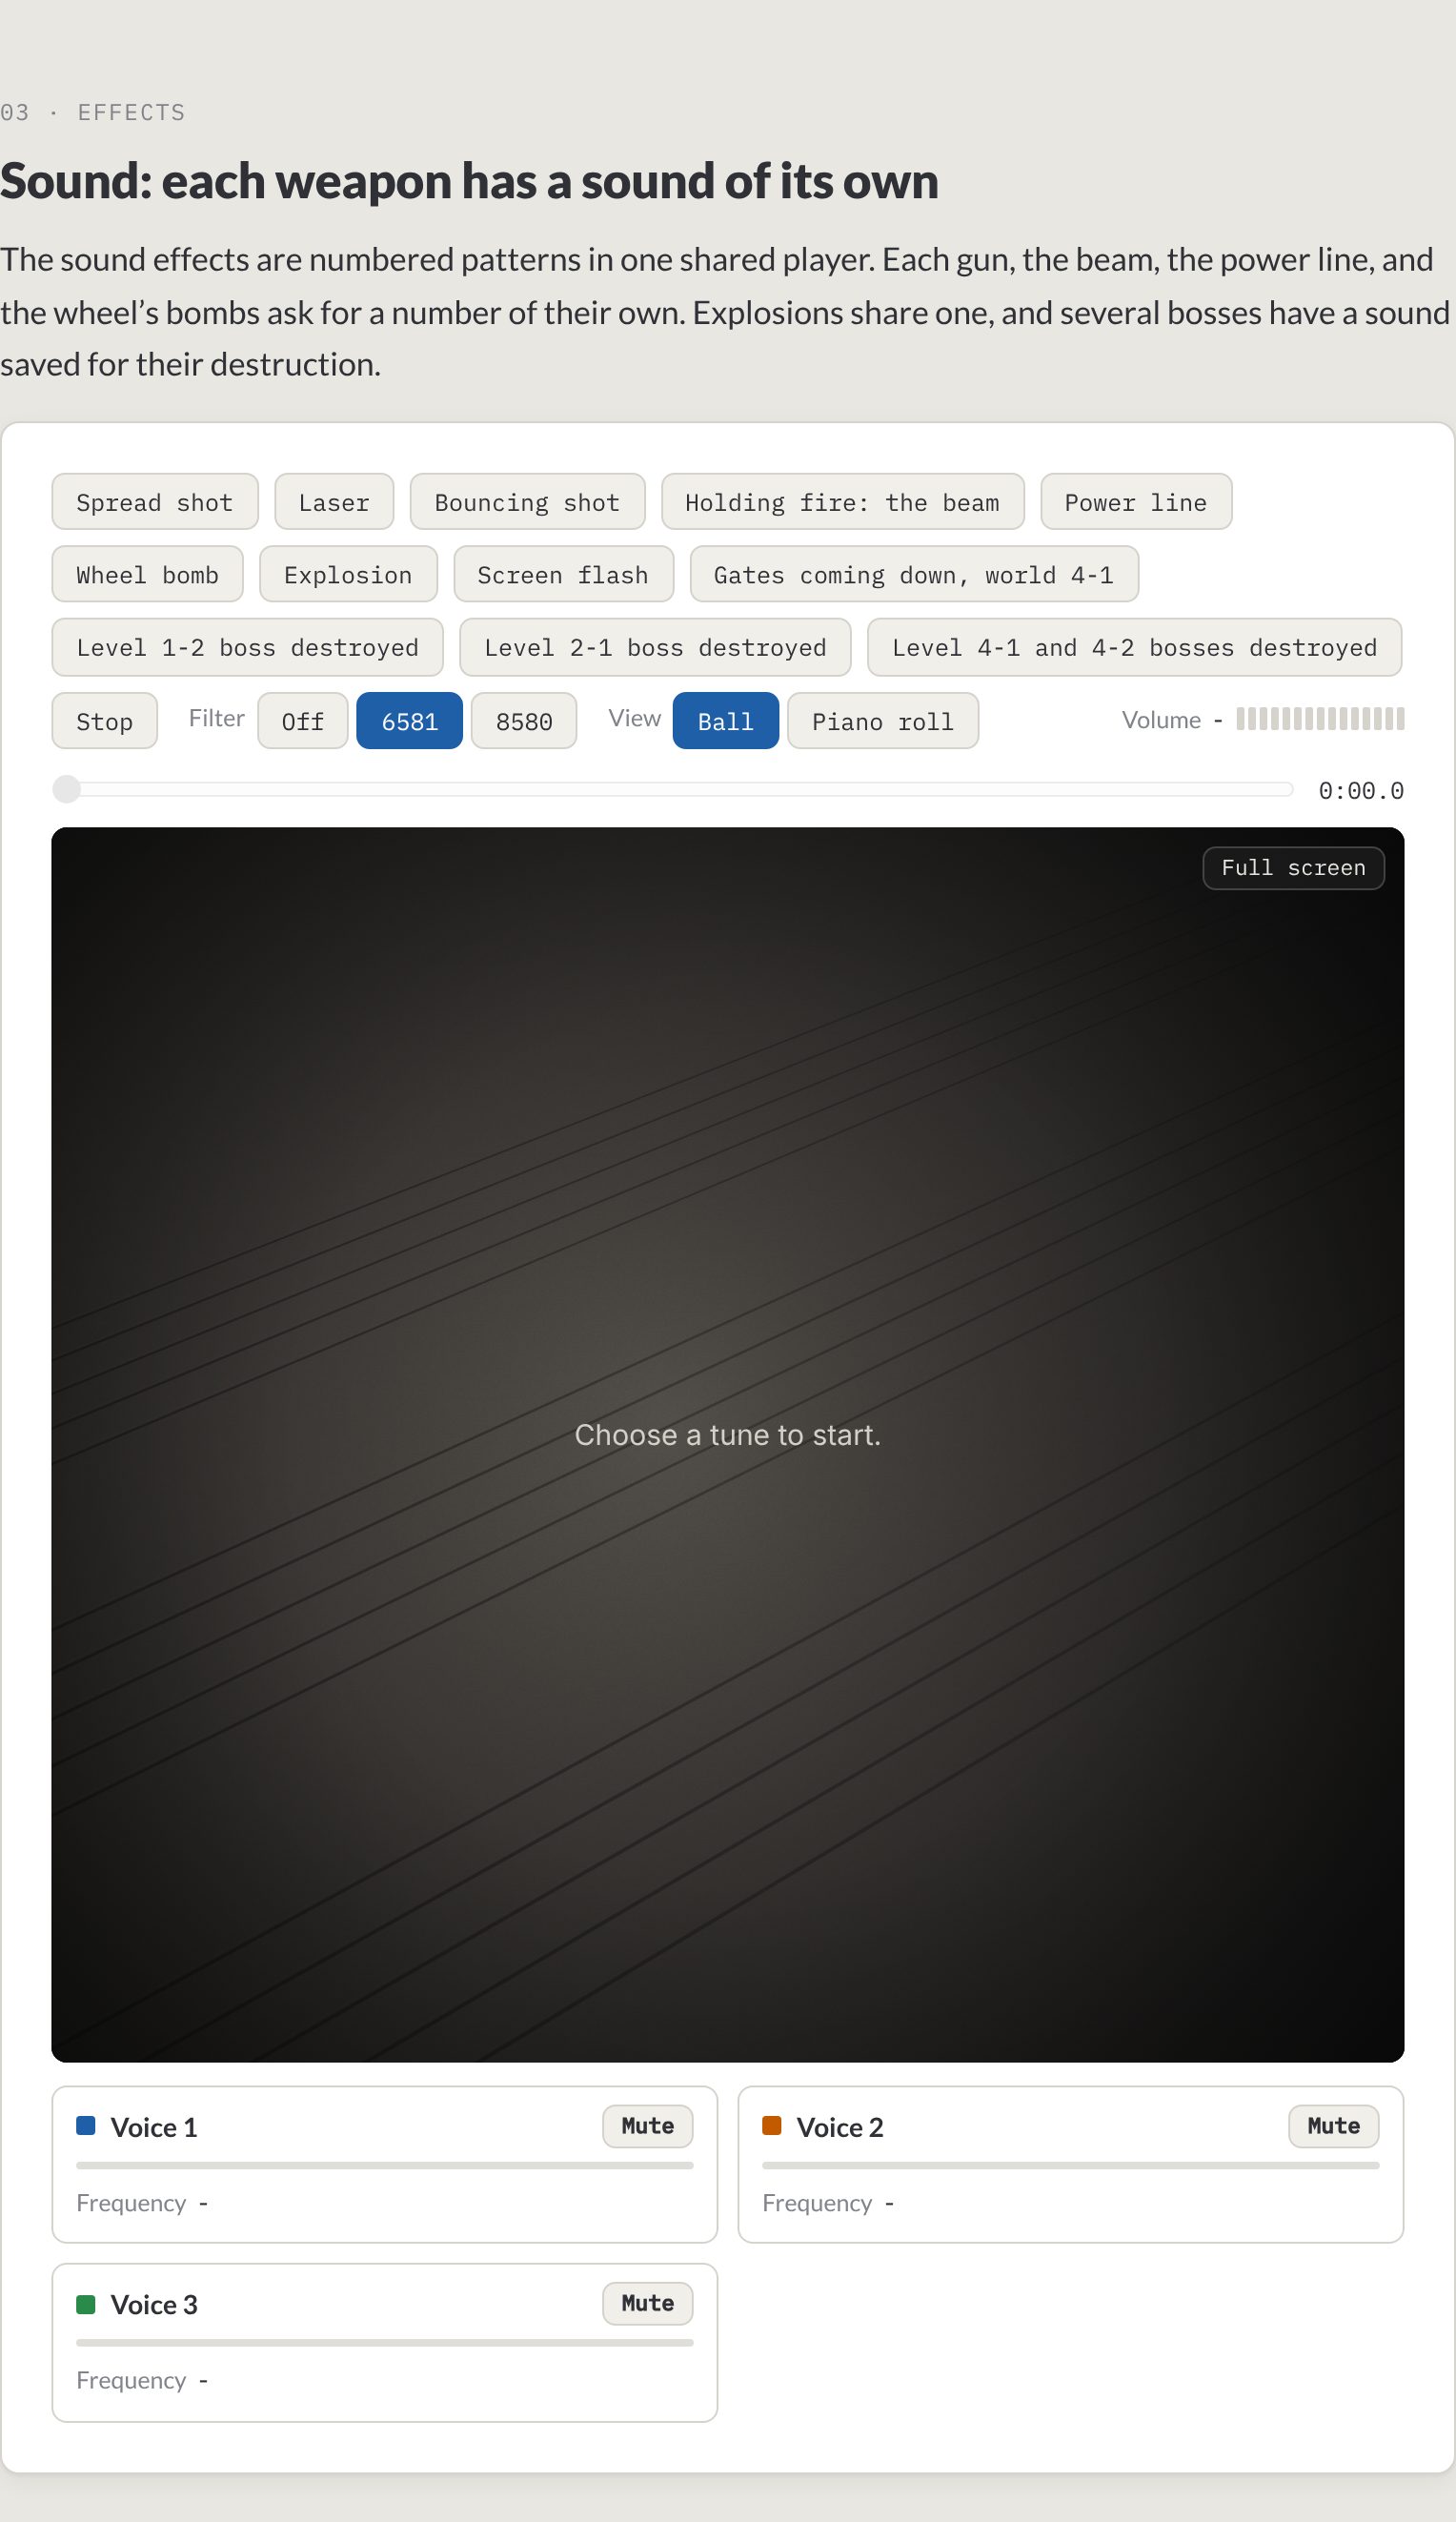 03 · EFFECTS
Sound: each weapon has a sound of its own
The sound effects are numbered patterns in one shared player. Each gun, the beam, the power line, and
the wheel’s bombs ask for a number of their own. Explosions share one, and several bosses have a sound
saved for their destruction.
Spread shot Laser Bouncing shot Holding fire: the beam Power line
Wheel bomb Explosion Screen flash Gates coming down, world 4-1
Level 1-2 boss destroyed Level 2-1 boss destroyed Level 4-1 and 4-2 bosses destroyed
Stop Filter Off 6581 8580 View Ball Piano roll Volume -
0:00.0
Full screen
Choose a tune to start.
Voice 1 Mute Voice 2 Mute
Frequency - Frequency -
Voice 3 Mute
Frequency -